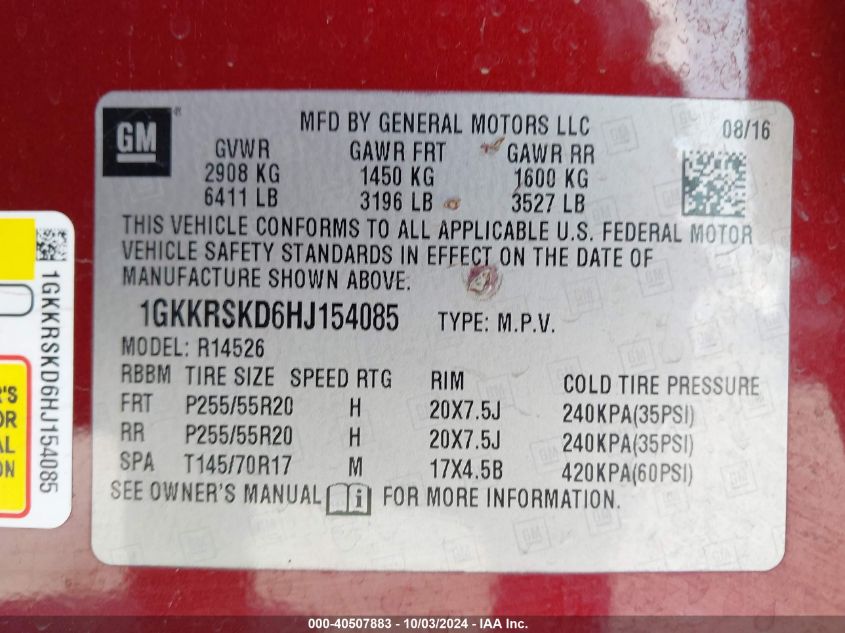 GM
MFD BY GENERAL MOTORS LLC
08/16
GVWR GAWR FRT GAWR RR
2908 KG 1450 KG 1600 KG
6411 LB 3196 LB 3527 LB
THIS VEHICLE CONFORMS TO ALL APPLICABLE U.S. FEDERAL MOTOR
VEHICLE SAFETY STANDARDS IN EFFECT ON THE DATE OF
MANUFACTURE SHOWN ABOVE.
1GKKRSKD6HJ154085 TYPE: M.P.V.
MODEL: R14526
RBBM TIRE SIZE SPEED RTG RIM COLD TIRE PRESSURE
FRT P255/55R20 H 20X7.5J 240KPA(35PSI)
RR P255/55R20 H 20X7.5J 240KPA(35PSI)
SPA T145/70R17 M 17X4.5B 420KPA(60PSI)
SEE OWNER'S MANUAL FOR MORE INFORMATION.
1GKKRSKD6HJ154085
000-40507883 - 10/03/2024 - IAA Inc.